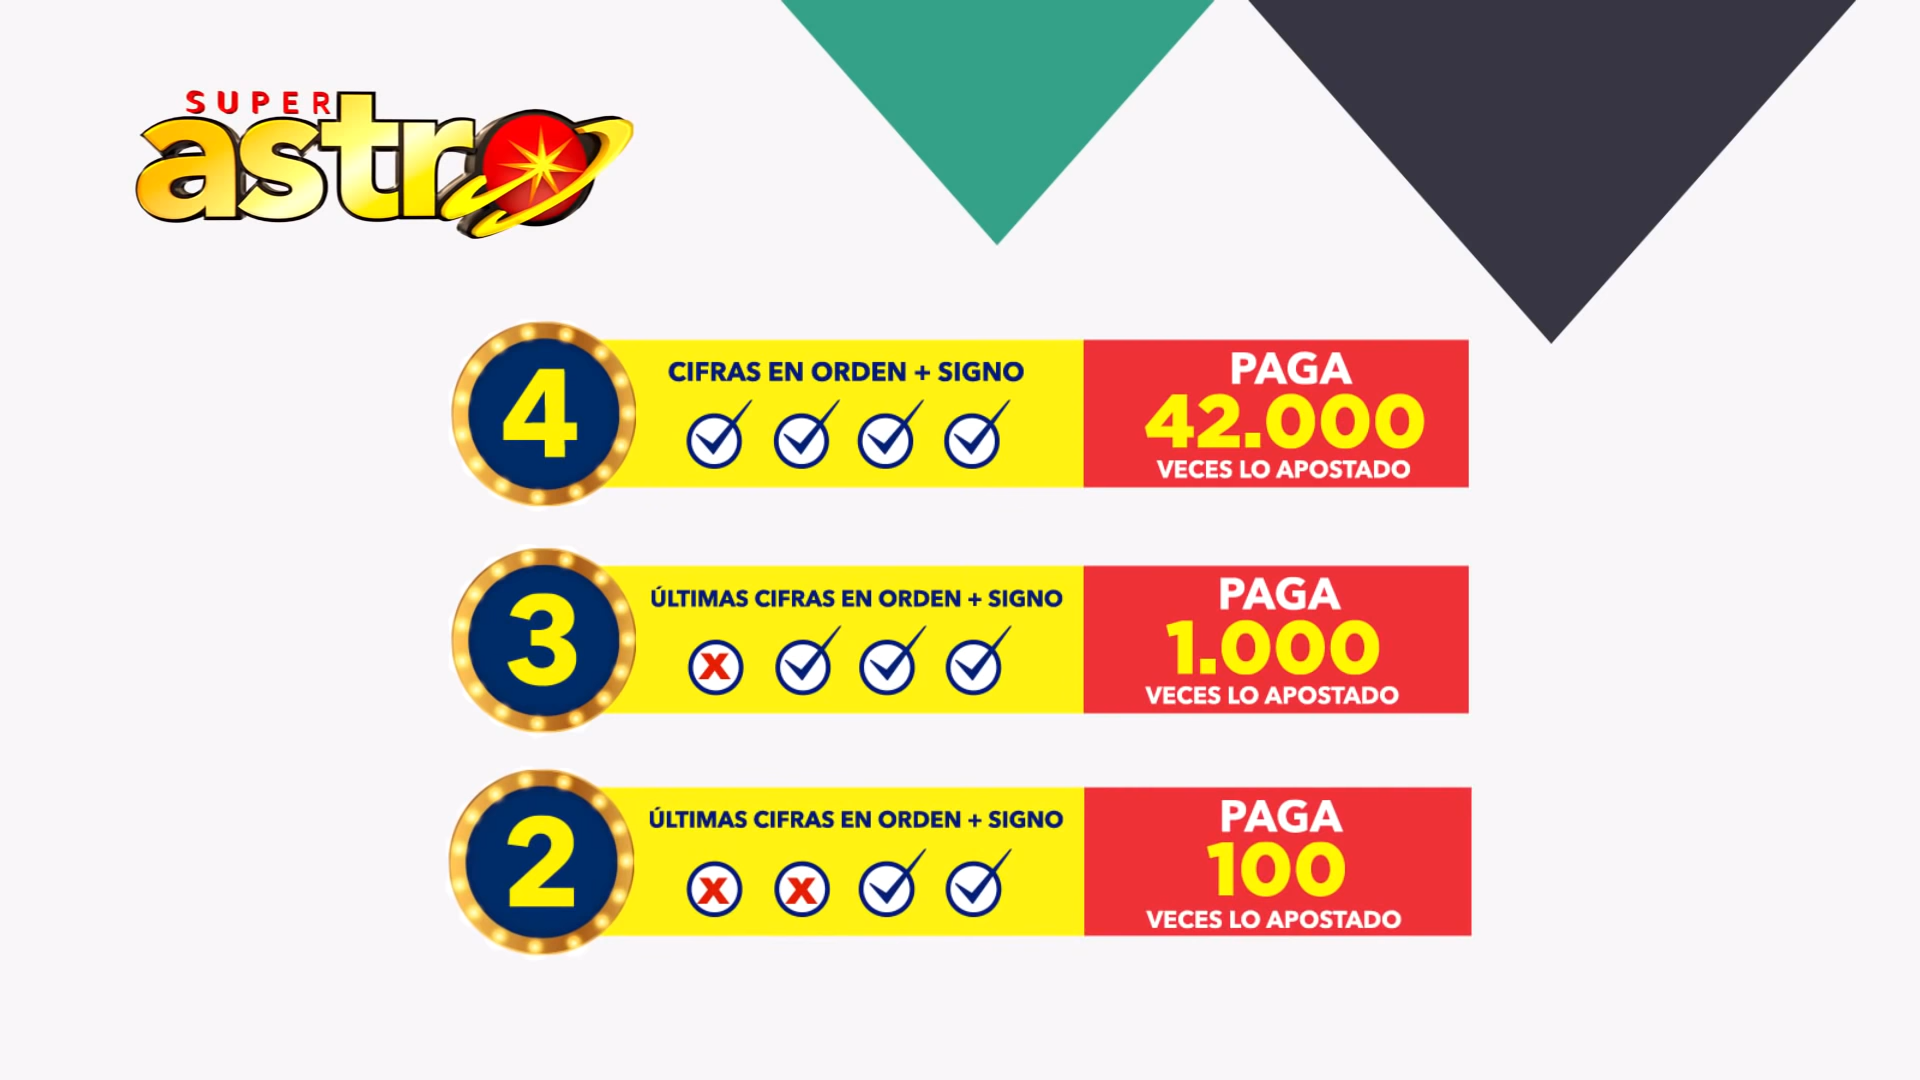 SUPER
astro
4
CIFRAS EN ORDEN + SIGNO
PAGA
42.000
VECES LO APOSTADO
3
ÚLTIMAS CIFRAS EN ORDEN + SIGNO
X
PAGA
1.000
VECES LO APOSTADO
2
ÚLTIMAS CIFRAS EN ORDEN + SIGNO
X X
PAGA
100
VECES LO APOSTADO